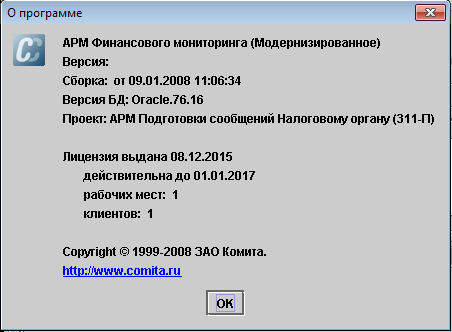 О программе
АРМ Финансового мониторинга (Модернизированное)
Версия:
Сборка: от 09.01.2008 11:06:34
Версия БД: Oracle.76.16
Проект: АРМ Подготовки сообщений Налоговому органу (311-П)
Лицензия выдана 08.12.2015
действительна до 01.01.2017
рабочих мест: 1
клиентов: 1
Copyright © 1999-2008 ЗАО Комита.
http://www.comita.ru
OK